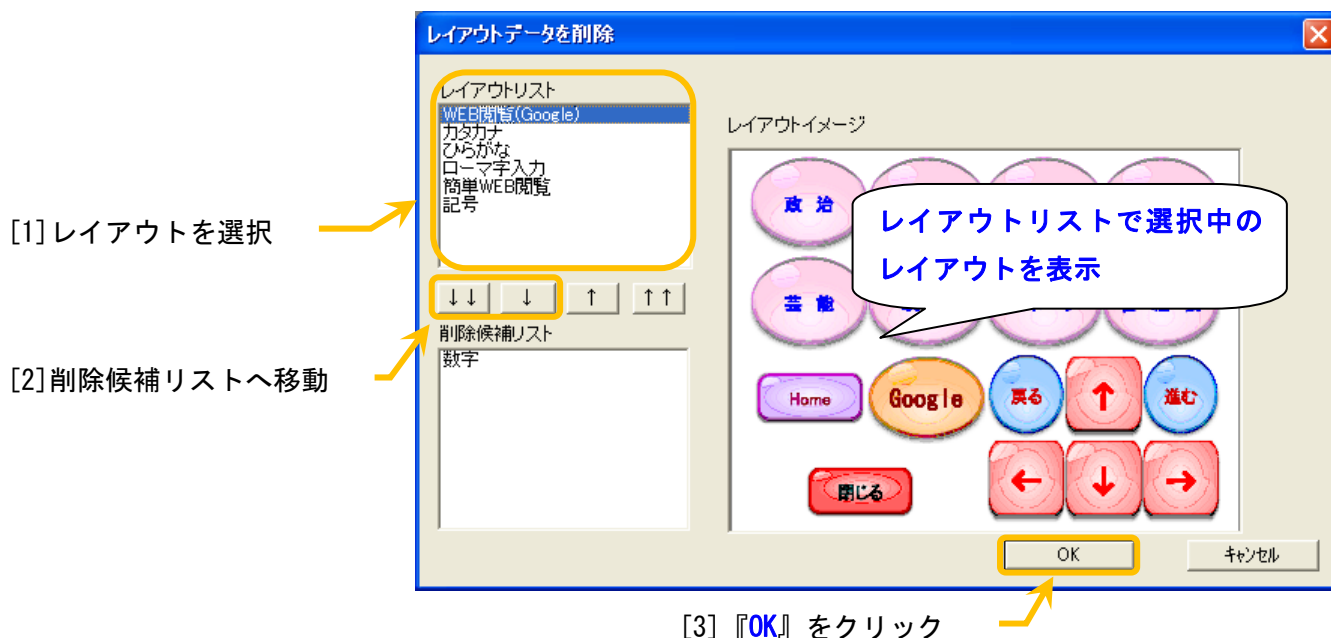 レイアウトデータを削除
レイアウトリスト
WEB閲覧(Google)
カタカナ
ひらがな
ローマ字入力
簡単WEB閲覧
記号
[1]レイアウトを選択
↓↓ ↓ ↑ ↑↑
削除候補リスト
数字
[2]削除候補リストへ移動
レイアウトイメージ
政 治
レイアウトリストで選択中の
レイアウトを表示
芸 能
Home Google 戻る ↑ 進む
閉じる ← ↓ →
OK キャンセル
[3]『OK』をクリック